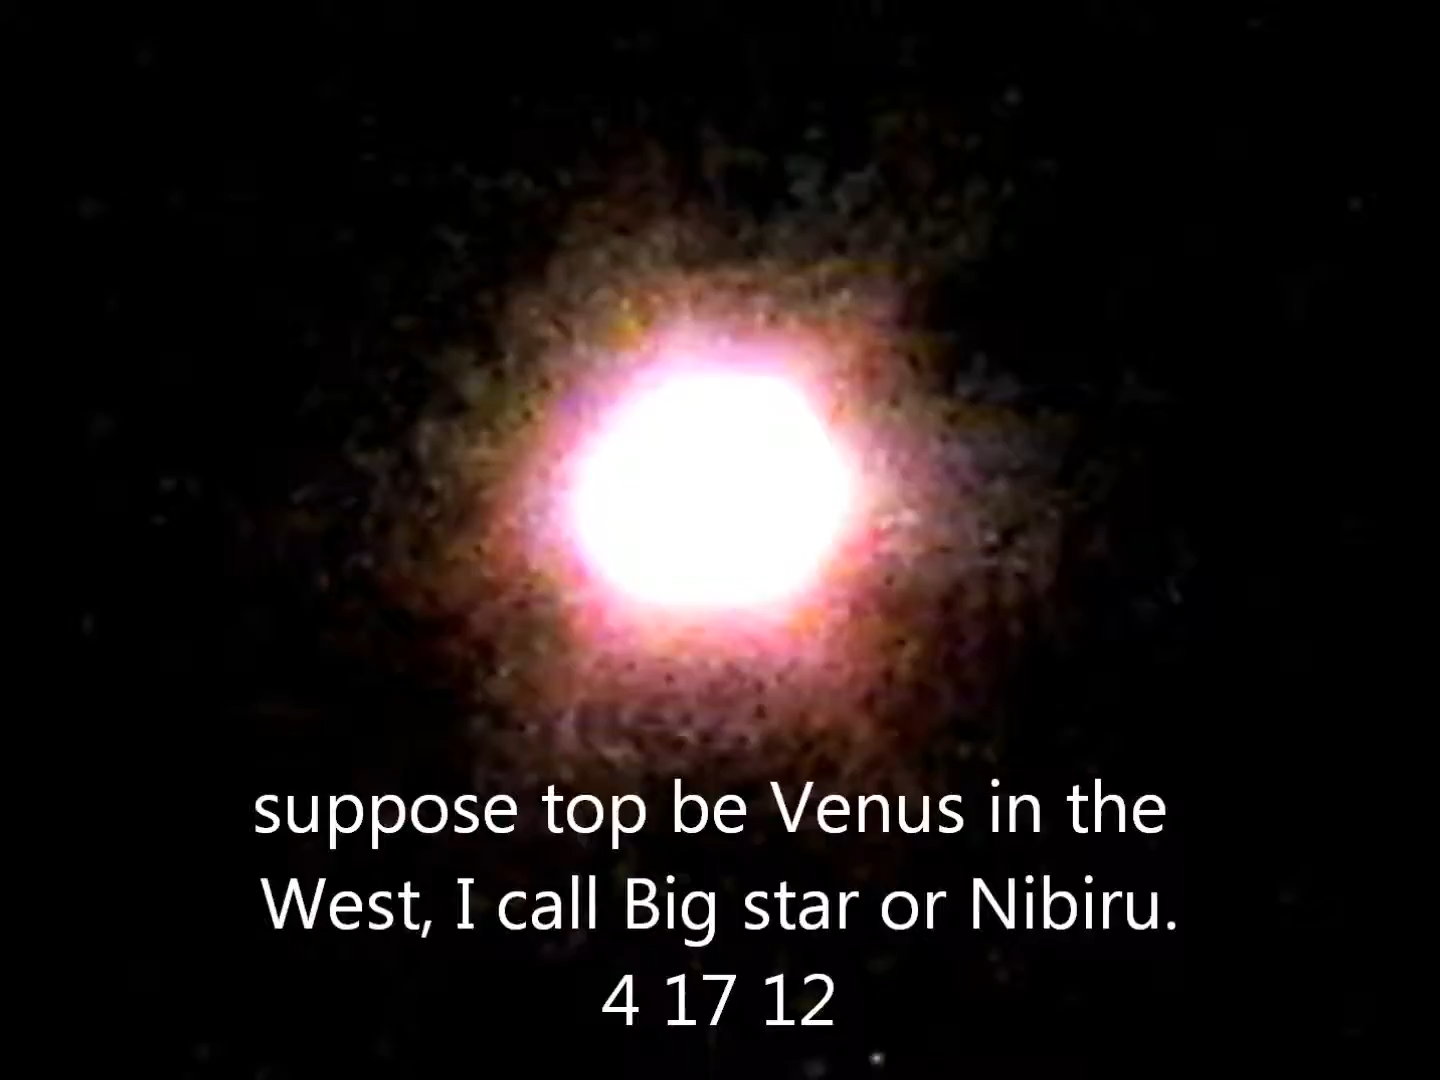 suppose top be Venus in the
West, I call Big star or Nibiru.
4 17 12